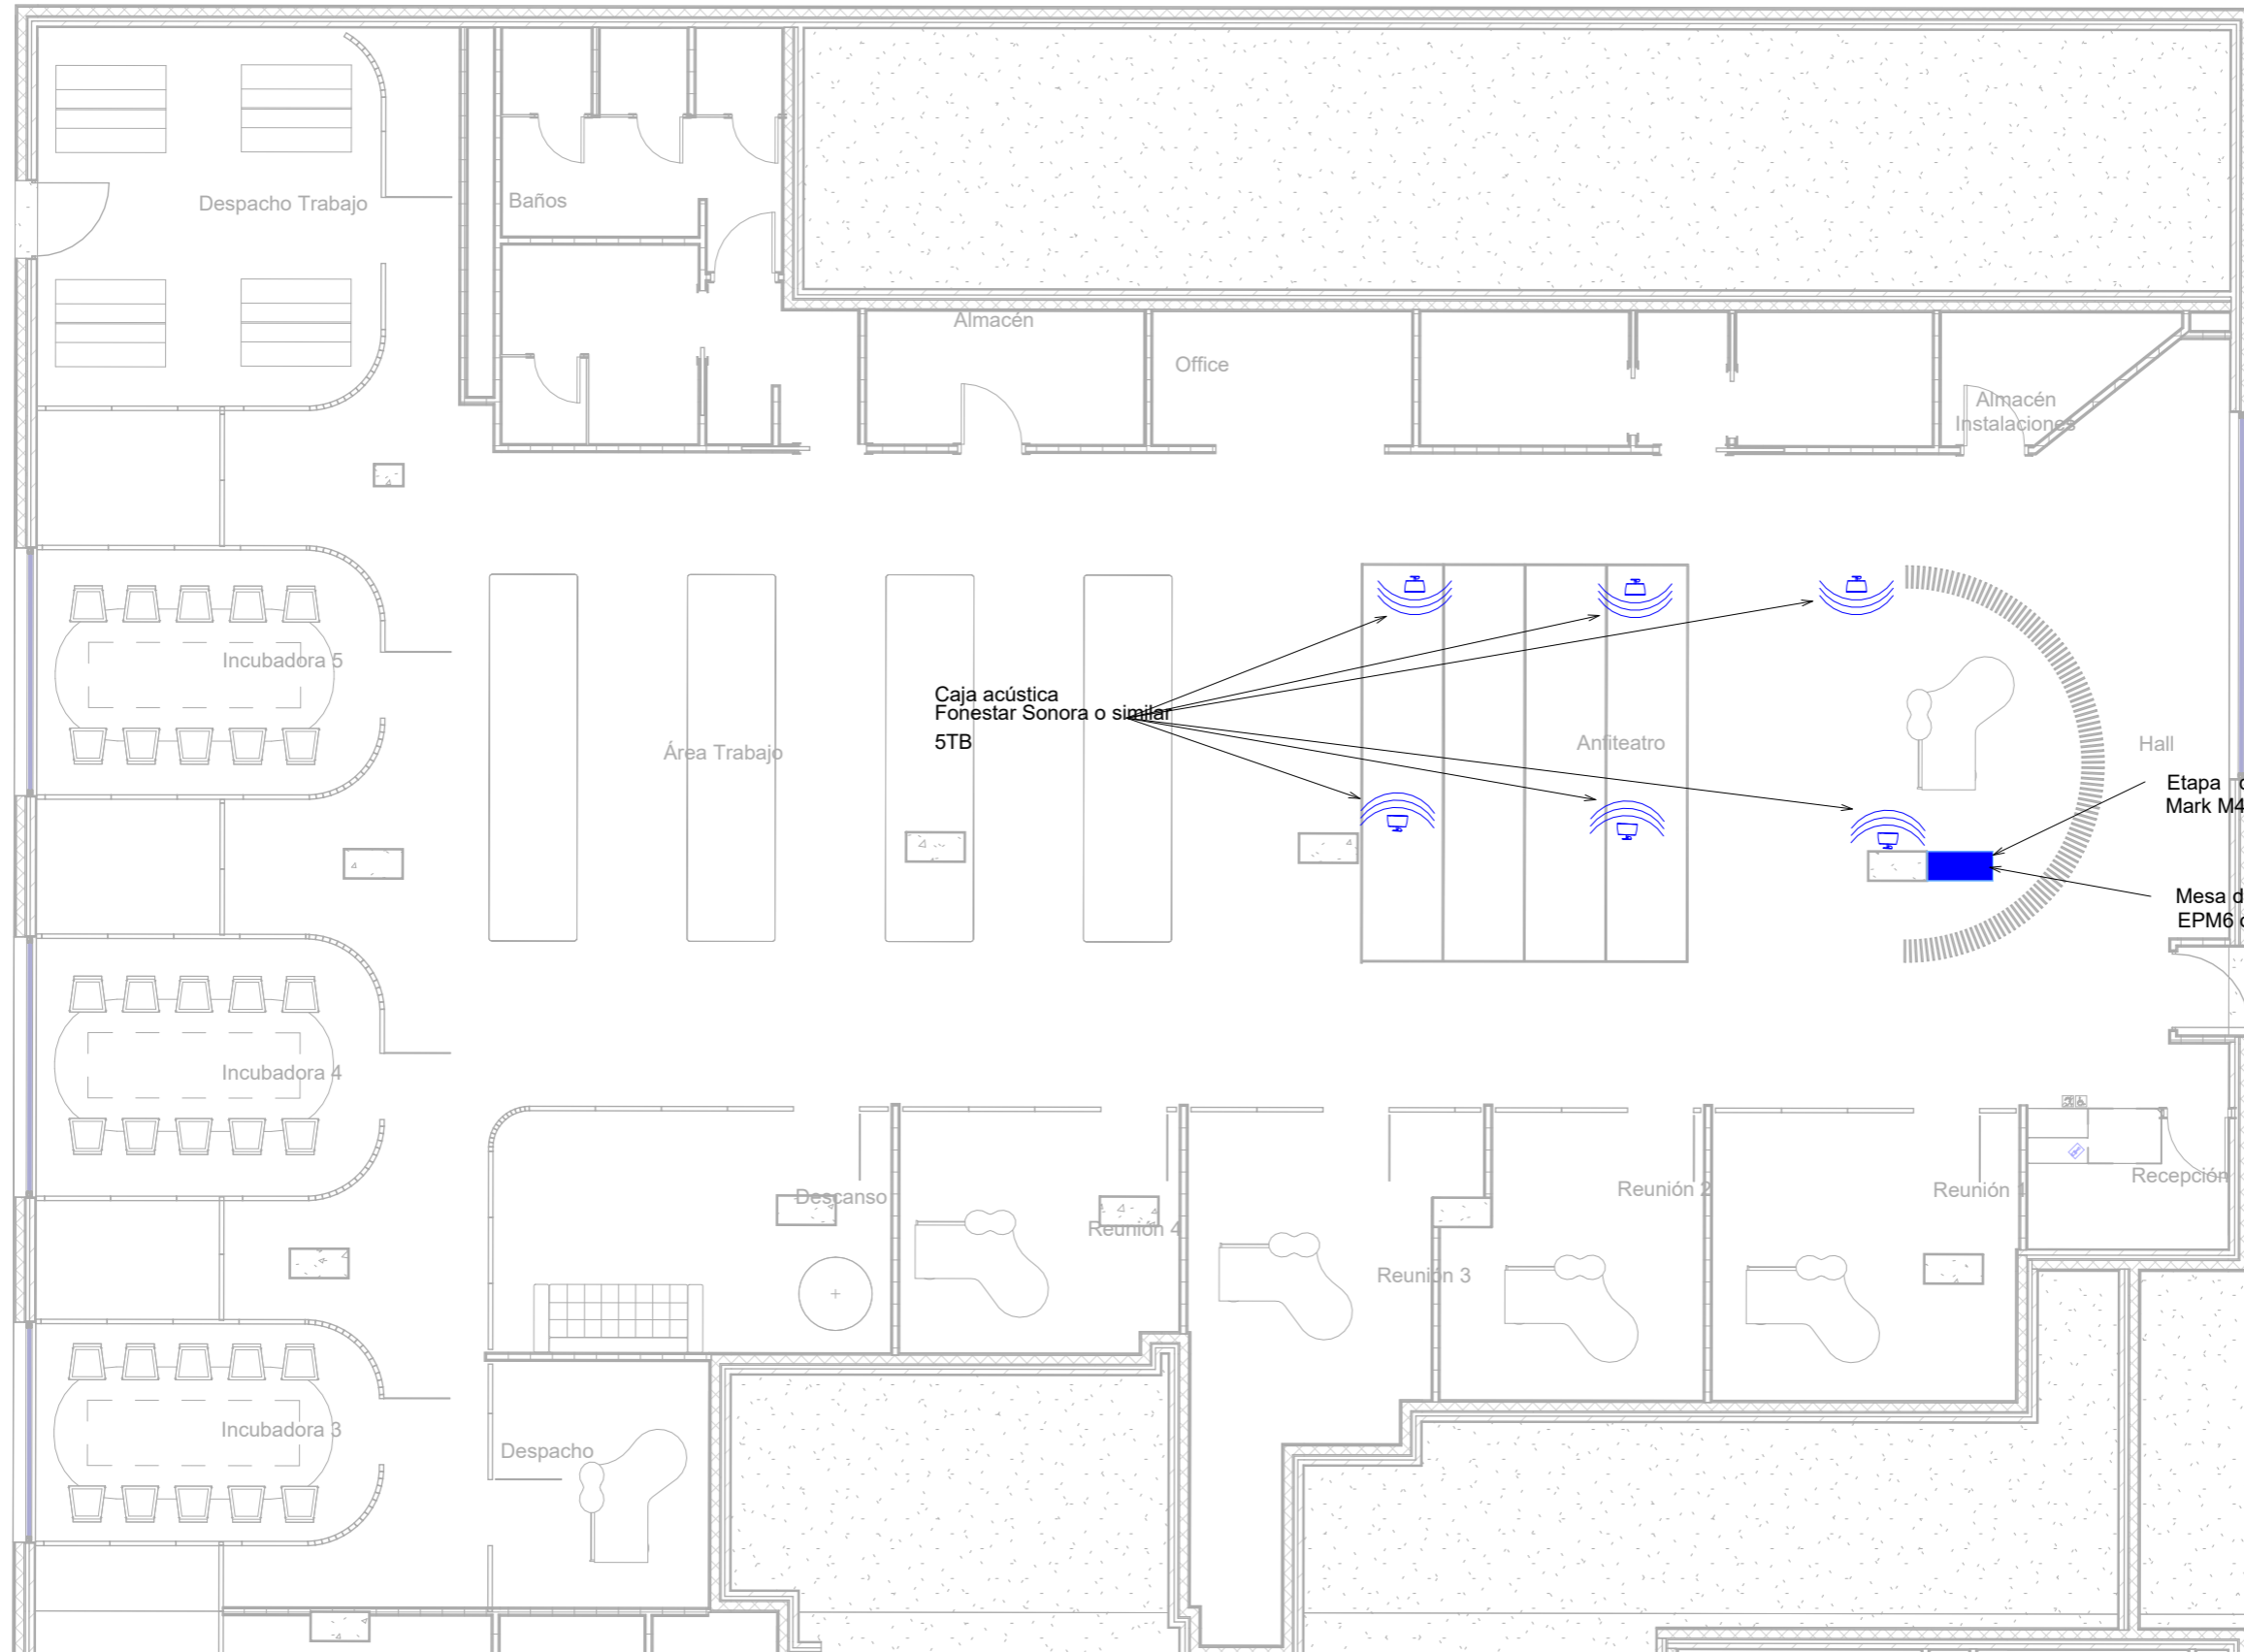 Despacho Trabajo
Baños
Almacén
Office
Almacén
Instalaciones
Incubadora 5
Caja acústica
Fonestar Sonora o similar
5TB
Área Trabajo
Anfiteatro
Hall
Etapa
Mark M4
Mesa
EPM6
Incubadora 4
Descanso
Reunión 4
Reunión 3
Reunión 2
Reunión 1
Recepción
Incubadora 3
Despacho